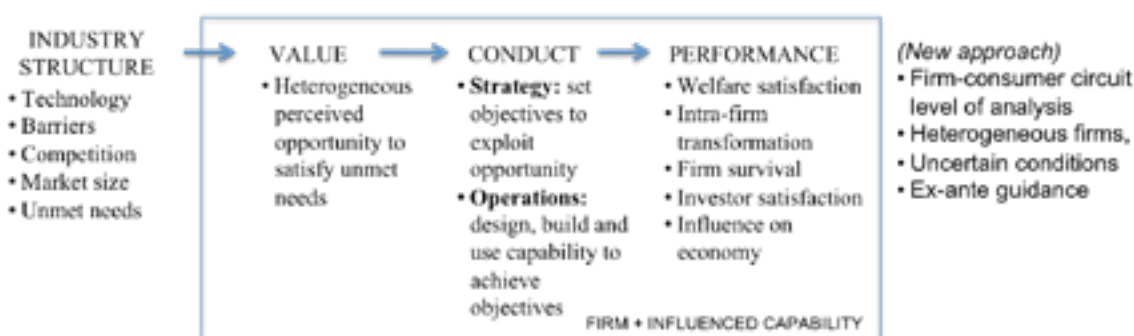 INDUSTRY
STRUCTURE
• Technology
• Barriers
• Competition
• Market size
• Unmet needs
VALUE
• Heterogeneous
perceived
opportunity to
satisfy unmet
needs
CONDUCT
• Strategy: set
objectives to
exploit
opportunity
• Operations:
design, build and
use capability to
achieve
objectives
PERFORMANCE
• Welfare satisfaction
• Intra-firm
transformation
• Firm survival
• Investor satisfaction
• Influence on
economy
FIRM + INFLUENCED CAPABILITY
(New approach)
• Firm-consumer circuit
level of analysis
• Heterogeneous firms,
• Uncertain conditions
• Ex-ante guidance